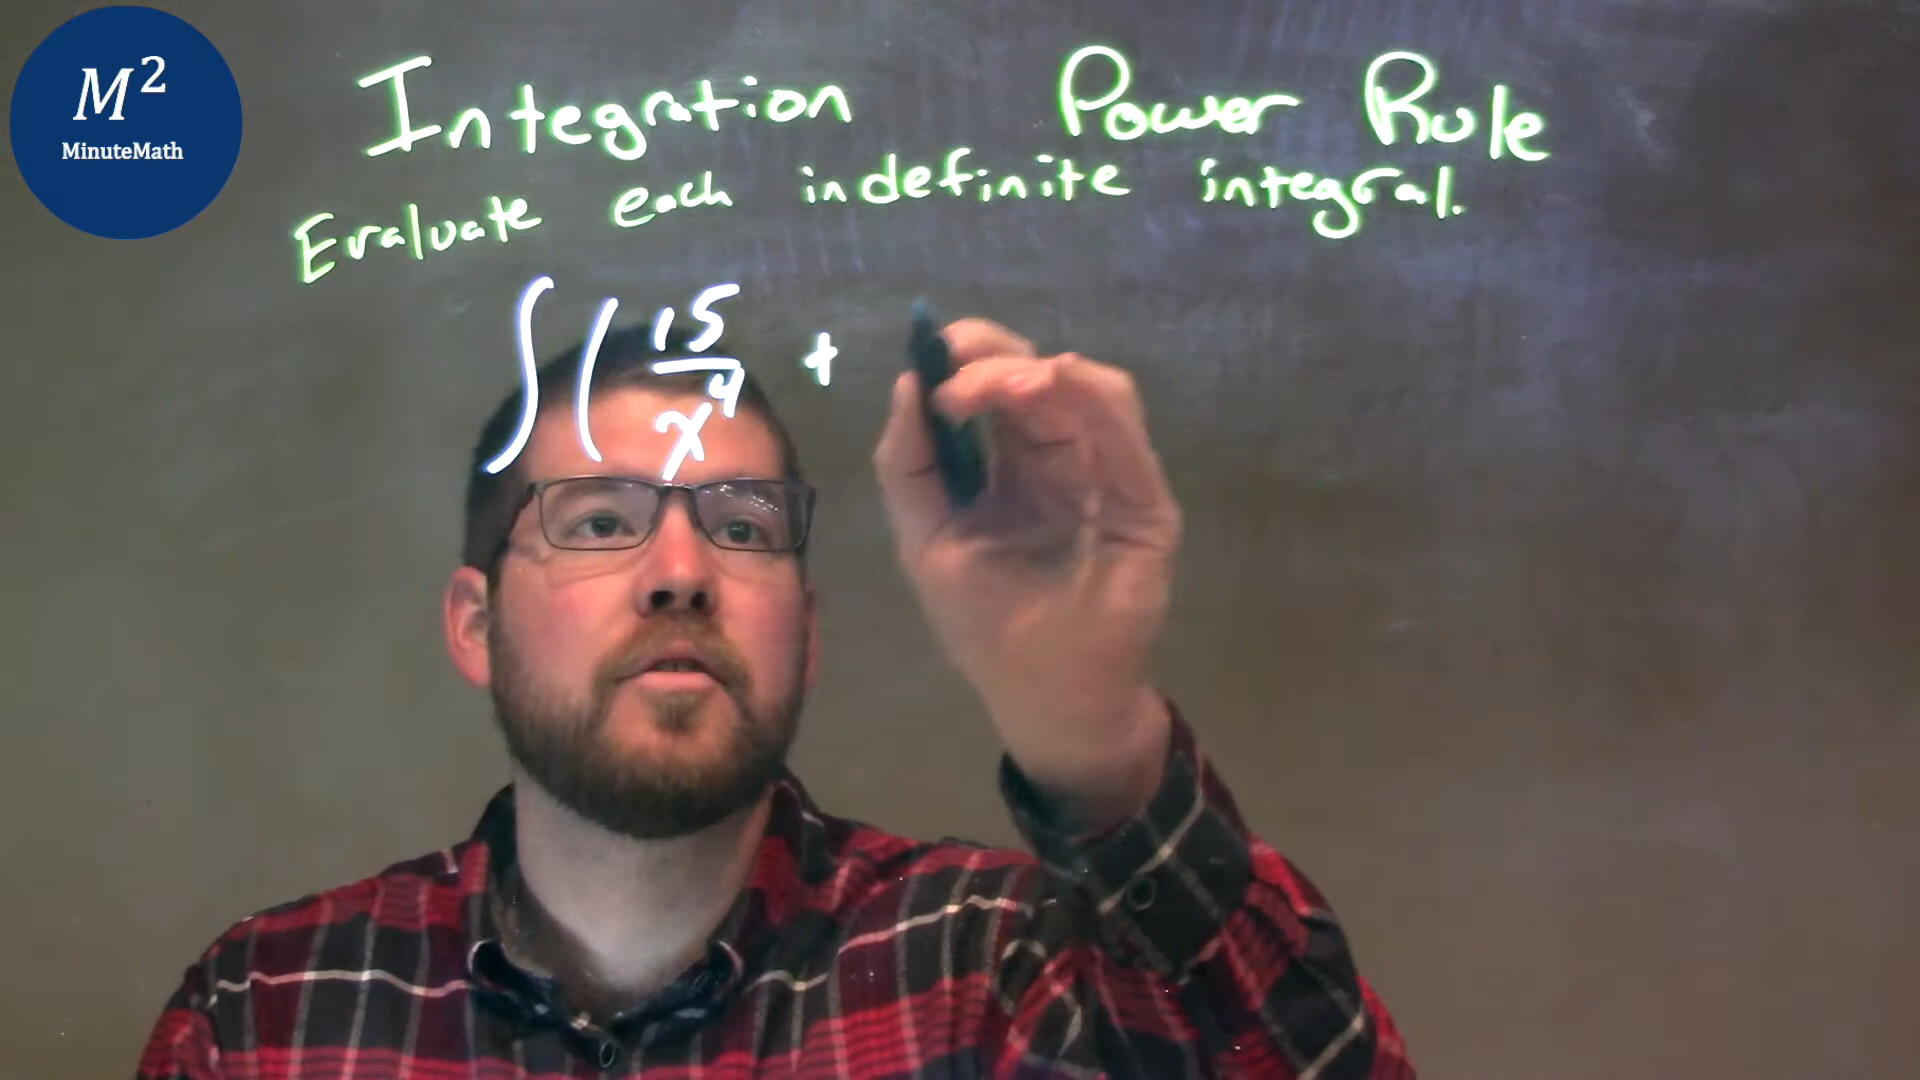 M²
MinuteMath
Integration Power Rule
Evaluate each indefinite integral.
∫ ( 15/x⁴ +